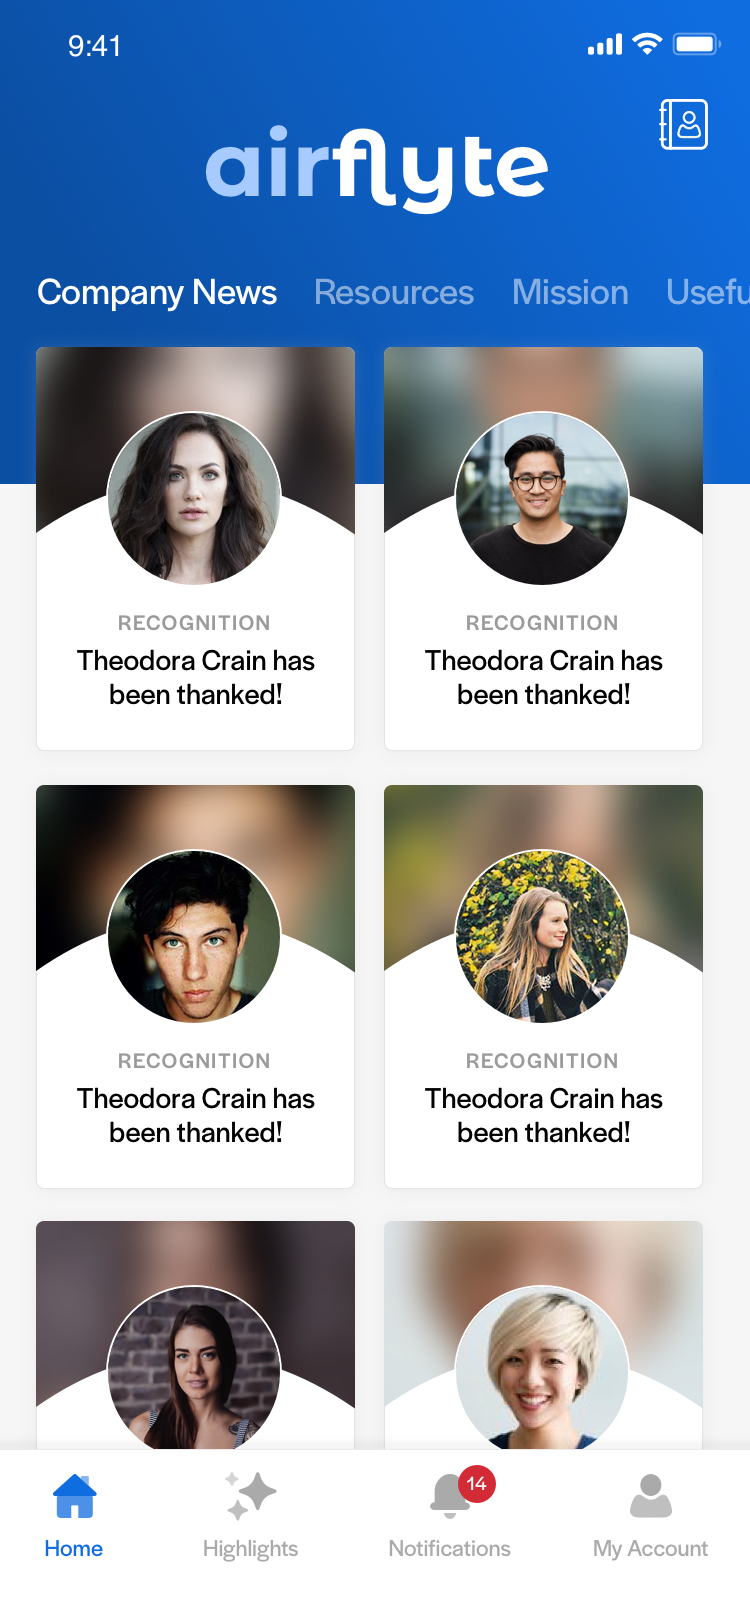 9:41
airflyte
Company News Resources Mission Usefu
RECOGNITION
Theodora Crain has
been thanked!
RECOGNITION
Theodora Crain has
been thanked!
RECOGNITION
Theodora Crain has
been thanked!
RECOGNITION
Theodora Crain has
been thanked!
14
Home Highlights Notifications My Account